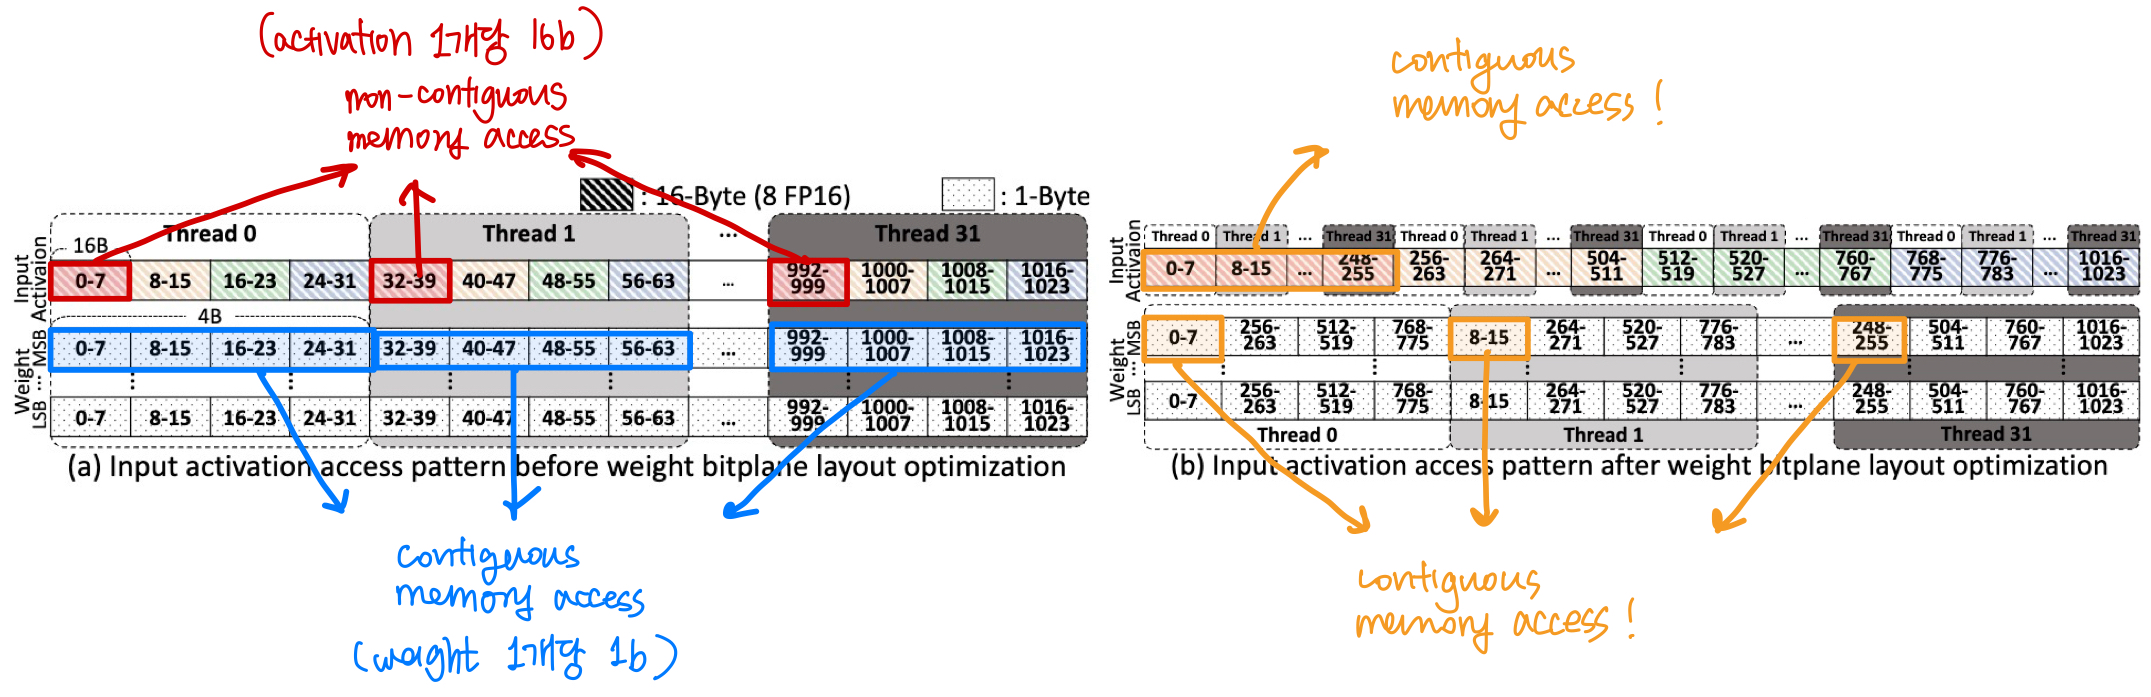 (activation 1개당 16b)
non-contiguous
memory access
: 16-Byte (8 FP16)
: 1-Byte
16B
Thread 0
Thread 1
...
Thread 31
Input
Activaion
0-7
8-15
16-23
24-31
32-39
40-47
48-55
56-63
...
992-
999
1000-
1007
1008-
1015
1016-
1023
4B
Weight
MSB
0-7
8-15
16-23
24-31
32-39
40-47
48-55
56-63
...
992-
999
1000-
1007
1008-
1015
1016-
1023
...
LSB
0-7
8-15
16-23
24-31
32-39
40-47
48-55
56-63
...
992-
999
1000-
1007
1008-
1015
1016-
1023
(a) Input activation access pattern before weight bitplane layout optimization
contiguous
memory access
(weight 1개당 1b)
contiguous
memory access !
Thread 0
Thread 1
...
Thread 31
Thread 0
Thread 1
...
Thread 31
Thread 0
Thread 1
...
Thread 31
Thread 0
Thread 1
...
Thread 31
Input
Activaion
0-7
8-15
...
248-
255
256-
263
264-
271
...
504-
511
512-
519
520-
527
...
760-
767
768-
775
776-
783
...
1016-
1023
Weight
MSB
0-7
256-
263
512-
519
768-
775
8-15
264-
271
520-
527
776-
783
...
248-
255
504-
511
760-
767
1016-
1023
...
LSB
0-7
256-
263
512-
519
768-
775
8-15
264-
271
520-
527
776-
783
...
248-
255
504-
511
760-
767
1016-
1023
Thread 0
Thread 1
Thread 31
(b) Input activation access pattern after weight bitplane layout optimization
contiguous
memory access !